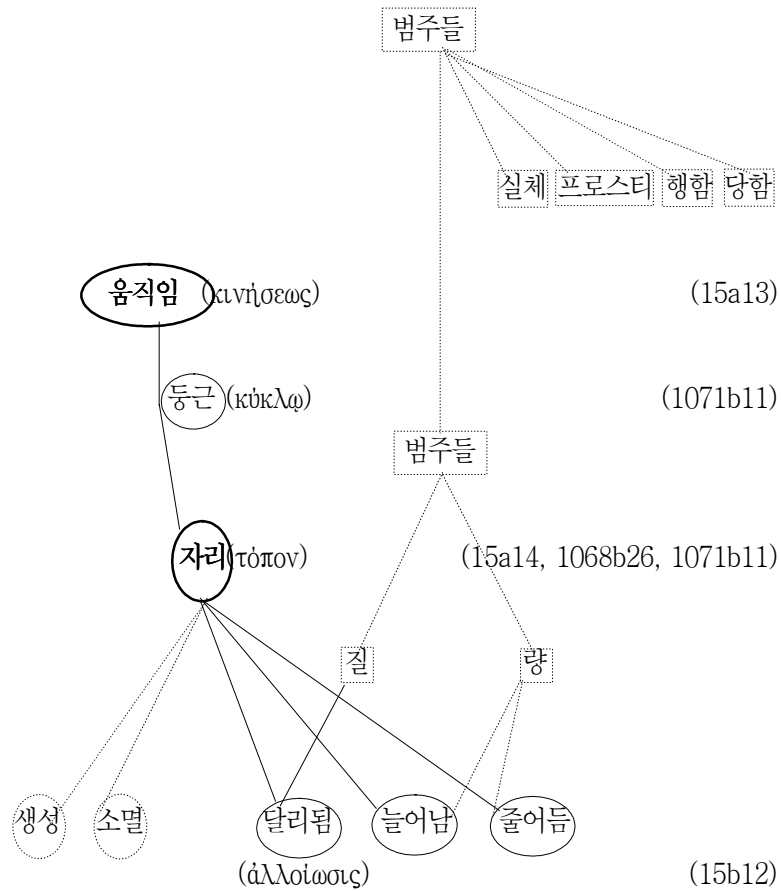 범주들
실체 프로스티 행함 당함
움직임 (κινήσεως) (15a13)
둥근 (κύκλῳ) (1071b11)
범주들
자리 (τόπον) (15a14, 1068b26, 1071b11)
질 량
생성 소멸 달리됨 늘어남 줄어듬
(ἀλλοίωσις) (15b12)